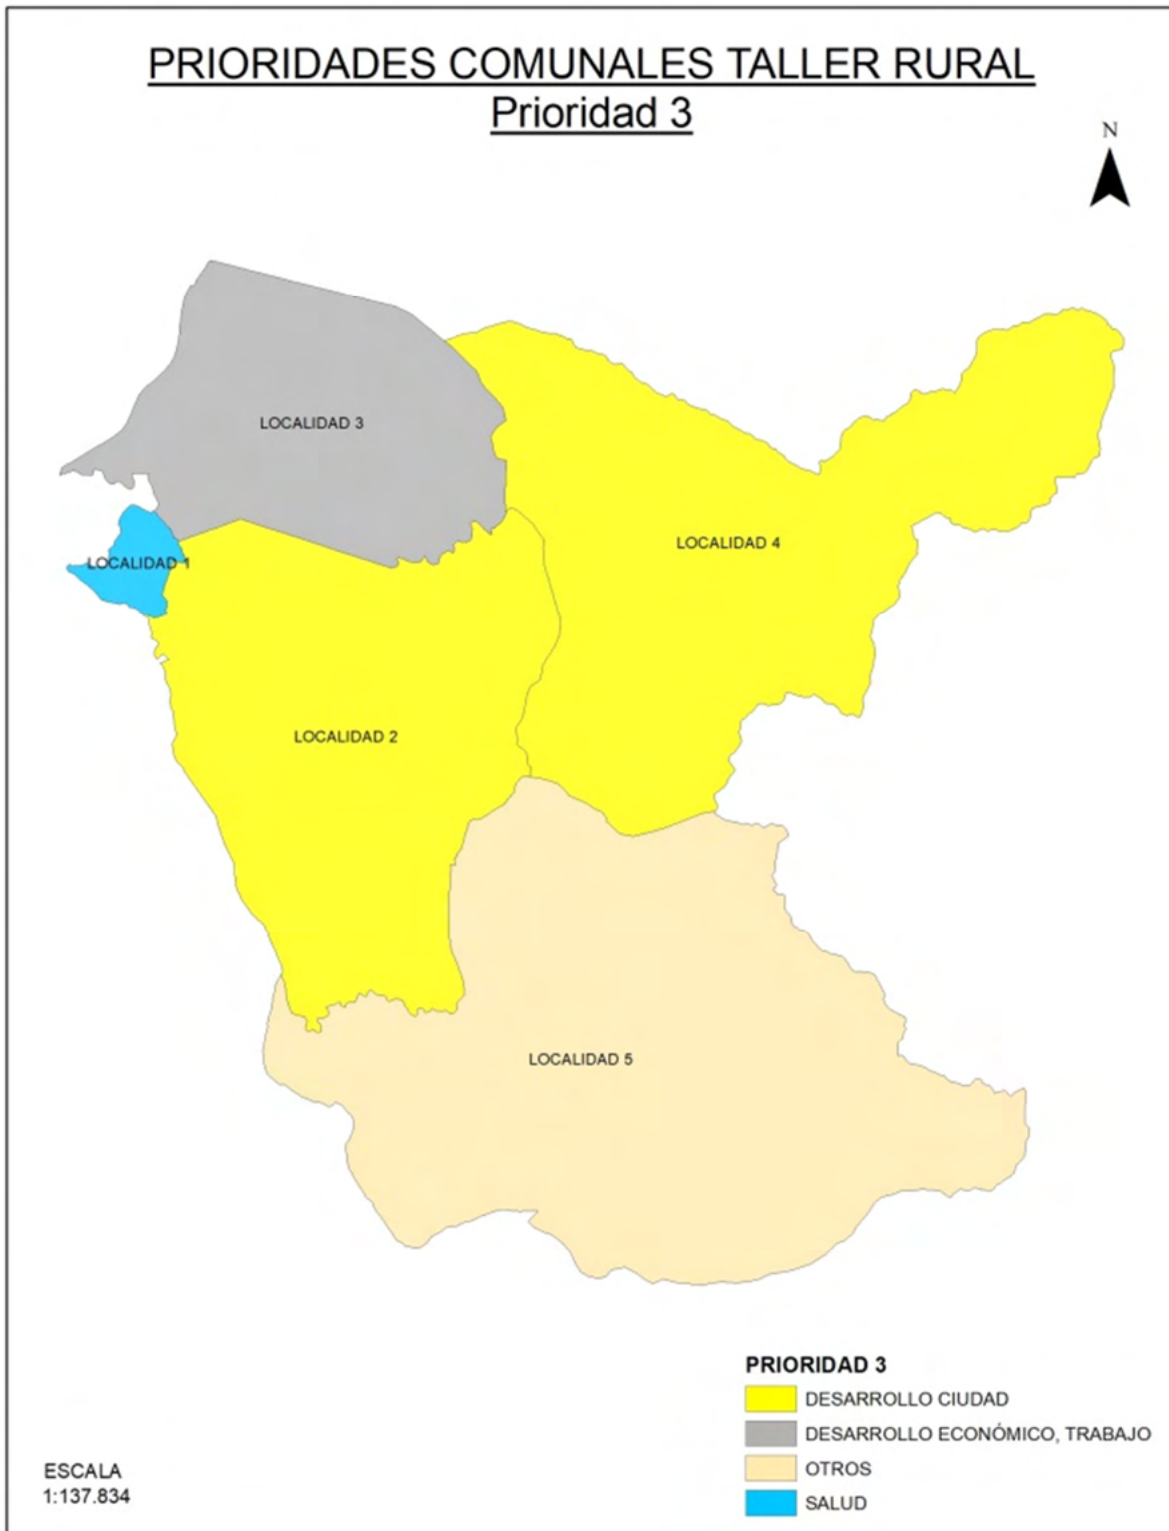 PRIORIDADES COMUNALES TALLER RURAL
Prioridad 3
N
LOCALIDAD 3
LOCALIDAD 4
LOCALIDAD 1
LOCALIDAD 2
LOCALIDAD 5
PRIORIDAD 3
DESARROLLO CIUDAD
DESARROLLO ECONÓMICO, TRABAJO
OTROS
SALUD
ESCALA
1:137.834